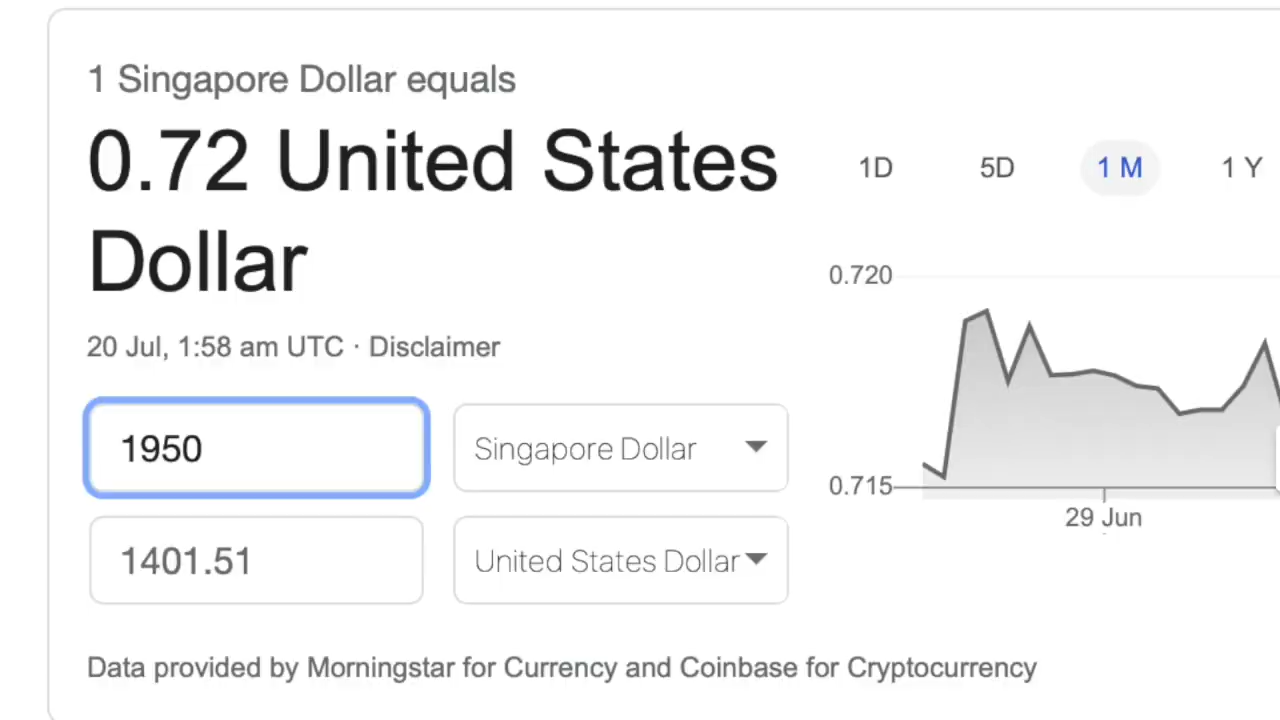 1 Singapore Dollar equals
0.72 United States
Dollar
20 Jul, 1:58 am UTC · Disclaimer
1950
Singapore Dollar
1401.51
United States Dollar
1D
5D
1 M
1 Y
0.720
0.715
29 Jun
Data provided by Morningstar for Currency and Coinbase for Cryptocurrency